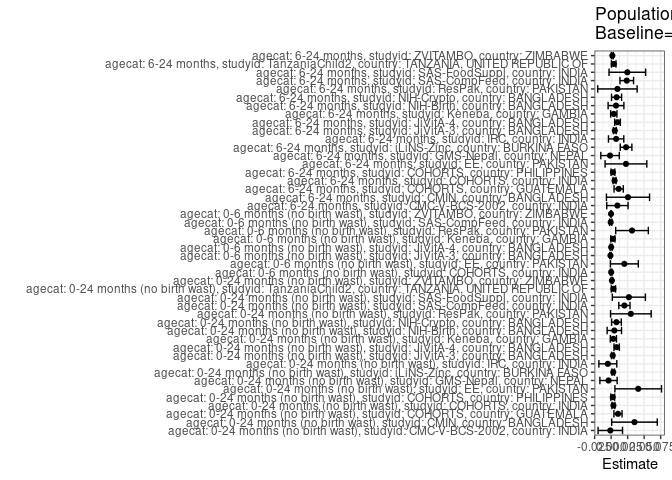 Population
Baseline=
agecat: 6-24 months, studyid: ZVITAMBO, country: ZIMBABWE
agecat: 6-24 months, studyid: TanzaniaChild2, country: TANZANIA, UNITED REPUBLIC OF
agecat: 6-24 months, studyid: SAS-FoodSuppl, country: INDIA
agecat: 6-24 months, studyid: SAS-CompFeed, country: INDIA
agecat: 6-24 months, studyid: ResPak, country: PAKISTAN
agecat: 6-24 months, studyid: NIH-Crypto, country: BANGLADESH
agecat: 6-24 months, studyid: NIH-Birth, country: BANGLADESH
agecat: 6-24 months, studyid: Keneba, country: GAMBIA
agecat: 6-24 months, studyid: JiVitA-4, country: BANGLADESH
agecat: 6-24 months, studyid: JiVitA-3, country: BANGLADESH
agecat: 6-24 months, studyid: IRC, country: INDIA
agecat: 6-24 months, studyid: iLiNS-Zinc, country: BURKINA FASO
agecat: 6-24 months, studyid: GMS-Nepal, country: NEPAL
agecat: 6-24 months, studyid: EE, country: PAKISTAN
agecat: 6-24 months, studyid: COHORTS, country: PHILIPPINES
agecat: 6-24 months, studyid: COHORTS, country: INDIA
agecat: 6-24 months, studyid: COHORTS, country: GUATEMALA
agecat: 6-24 months, studyid: CMIN, country: BANGLADESH
agecat: 6-24 months, studyid: CMC-V-BCS-2002, country: INDIA
agecat: 0-6 months (no birth wast), studyid: ZVITAMBO, country: ZIMBABWE
agecat: 0-6 months (no birth wast), studyid: SAS-CompFeed, country: INDIA
agecat: 0-6 months (no birth wast), studyid: ResPak, country: PAKISTAN
agecat: 0-6 months (no birth wast), studyid: Keneba, country: GAMBIA
agecat: 0-6 months (no birth wast), studyid: JiVitA-4, country: BANGLADESH
agecat: 0-6 months (no birth wast), studyid: JiVitA-3, country: BANGLADESH
agecat: 0-6 months (no birth wast), studyid: EE, country: PAKISTAN
agecat: 0-6 months (no birth wast), studyid: COHORTS, country: INDIA
agecat: 0-24 months (no birth wast), studyid: ZVITAMBO, country: ZIMBABWE
agecat: 0-24 months (no birth wast), studyid: TanzaniaChild2, country: TANZANIA, UNITED REPUBLIC OF
agecat: 0-24 months (no birth wast), studyid: SAS-FoodSuppl, country: INDIA
agecat: 0-24 months (no birth wast), studyid: SAS-CompFeed, country: INDIA
agecat: 0-24 months (no birth wast), studyid: ResPak, country: PAKISTAN
agecat: 0-24 months (no birth wast), studyid: NIH-Crypto, country: BANGLADESH
agecat: 0-24 months (no birth wast), studyid: NIH-Birth, country: BANGLADESH
agecat: 0-24 months (no birth wast), studyid: Keneba, country: GAMBIA
agecat: 0-24 months (no birth wast), studyid: JiVitA-4, country: BANGLADESH
agecat: 0-24 months (no birth wast), studyid: JiVitA-3, country: BANGLADESH
agecat: 0-24 months (no birth wast), studyid: IRC, country: INDIA
agecat: 0-24 months (no birth wast), studyid: iLiNS-Zinc, country: BURKINA FASO
agecat: 0-24 months (no birth wast), studyid: GMS-Nepal, country: NEPAL
agecat: 0-24 months (no birth wast), studyid: EE, country: PAKISTAN
agecat: 0-24 months (no birth wast), studyid: COHORTS, country: PHILIPPINES
agecat: 0-24 months (no birth wast), studyid: COHORTS, country: INDIA
agecat: 0-24 months (no birth wast), studyid: COHORTS, country: GUATEMALA
agecat: 0-24 months (no birth wast), studyid: CMIN, country: BANGLADESH
agecat: 0-24 months (no birth wast), studyid: CMC-V-BCS-2002, country: INDIA
Estimate